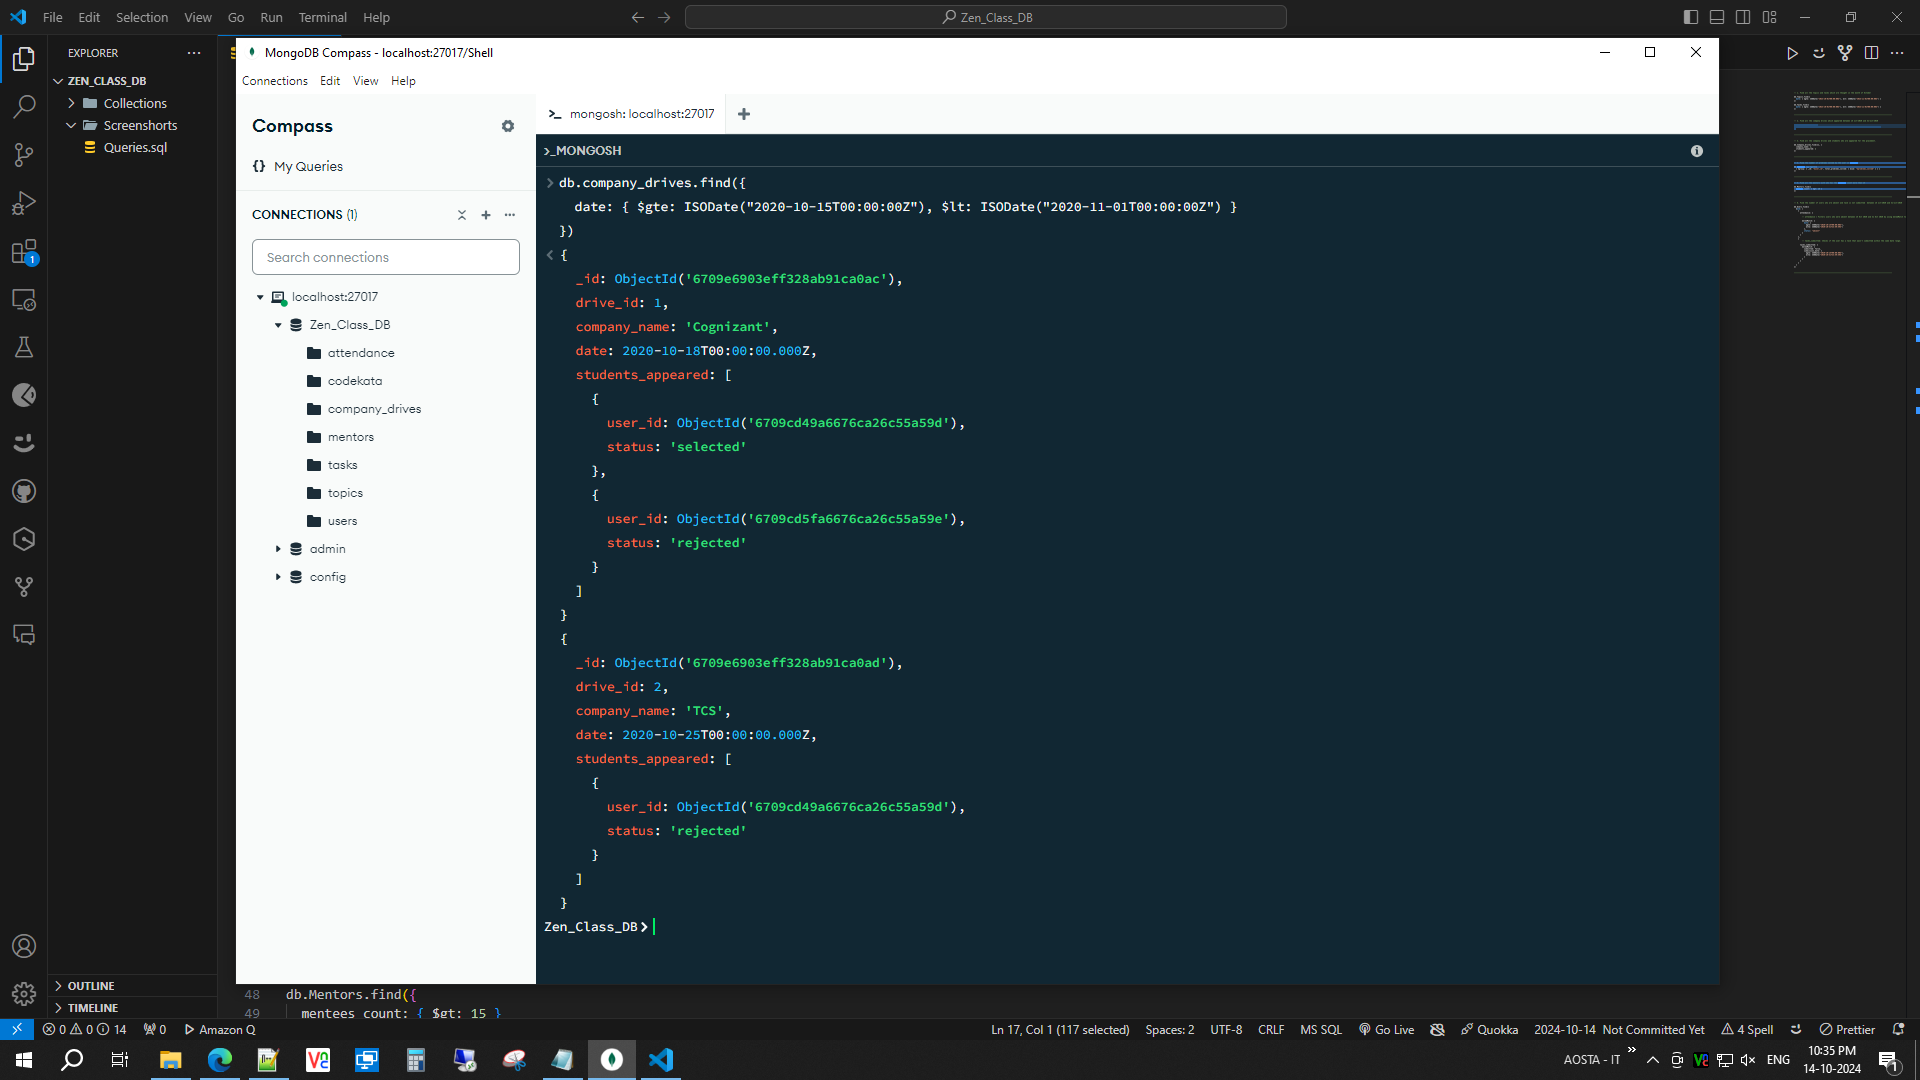 File Edit Selection View Go Run Terminal Help
Zen_Class_DB
EXPLORER
ZEN_CLASS_DB
Collections
Screenshorts
Queries.sql
OUTLINE
TIMELINE
1
MongoDB Compass - localhost:27017/Shell
Connections Edit View Help
Compass
{} My Queries
CONNECTIONS (1)
Search connections
localhost:27017
Zen_Class_DB
attendance
codekata
company_drives
mentors
tasks
topics
users
admin
config
mongosh: localhost:27017
>_MONGOSH
db.company_drives.find({
date: { $gte: ISODate("2020-10-15T00:00:00Z"), $lt: ISODate("2020-11-01T00:00:00Z") }
})
{
_id: ObjectId('6709e6903eff328ab91ca0ac'),
drive_id: 1,
company_name: 'Cognizant',
date: 2020-10-18T00:00:00.000Z,
students_appeared: [
{
user_id: ObjectId('6709cd49a6676ca26c55a59d'),
status: 'selected'
},
{
user_id: ObjectId('6709cd5fa6676ca26c55a59e'),
status: 'rejected'
}
]
}
{
_id: ObjectId('6709e6903eff328ab91ca0ad'),
drive_id: 2,
company_name: 'TCS',
date: 2020-10-25T00:00:00.000Z,
students_appeared: [
{
user_id: ObjectId('6709cd49a6676ca26c55a59d'),
status: 'rejected'
}
]
}
Zen_Class_DB>
48 db.Mentors.find({
49 mentees_count: { $gt: 15 }
0 0 14 0 Amazon Q
Ln 17, Col 1 (117 selected) Spaces: 2 UTF-8 CRLF MS SQL Go Live Quokka 2024-10-14 Not Committed Yet 4 Spell Prettier
AOSTA - IT ENG
10:35 PM
14-10-2024
1